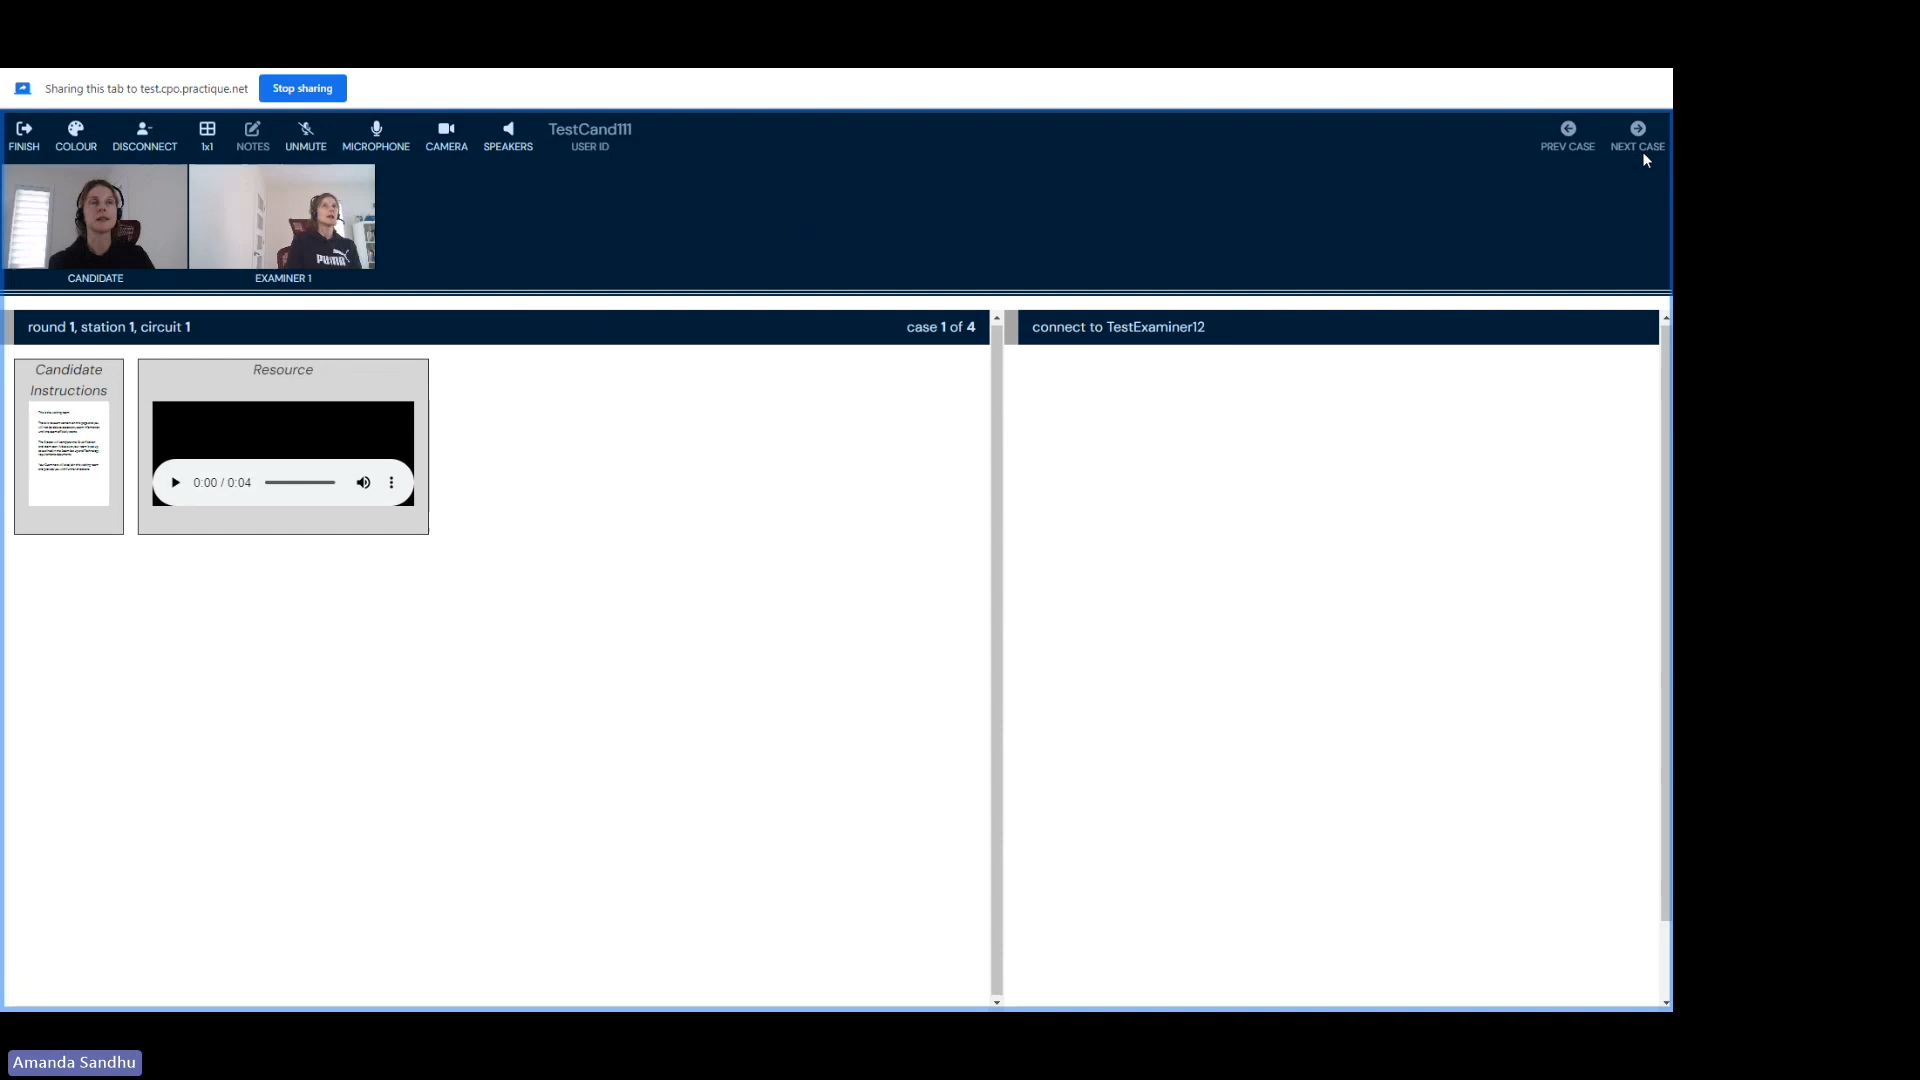 Sharing this tab to test.cpo.practique.net
Stop sharing
FINISH
COLOUR
DISCONNECT
1x1
NOTES
UNMUTE
MICROPHONE
CAMERA
SPEAKERS
TestCand111
USER ID
PREV CASE
NEXT CASE
PUMA
CANDIDATE
EXAMINER 1
round 1, station 1, circuit 1
case 1 of 4
connect to TestExaminer12
Candidate
Instructions
Resource
0:00 / 0:04
Amanda Sandhu